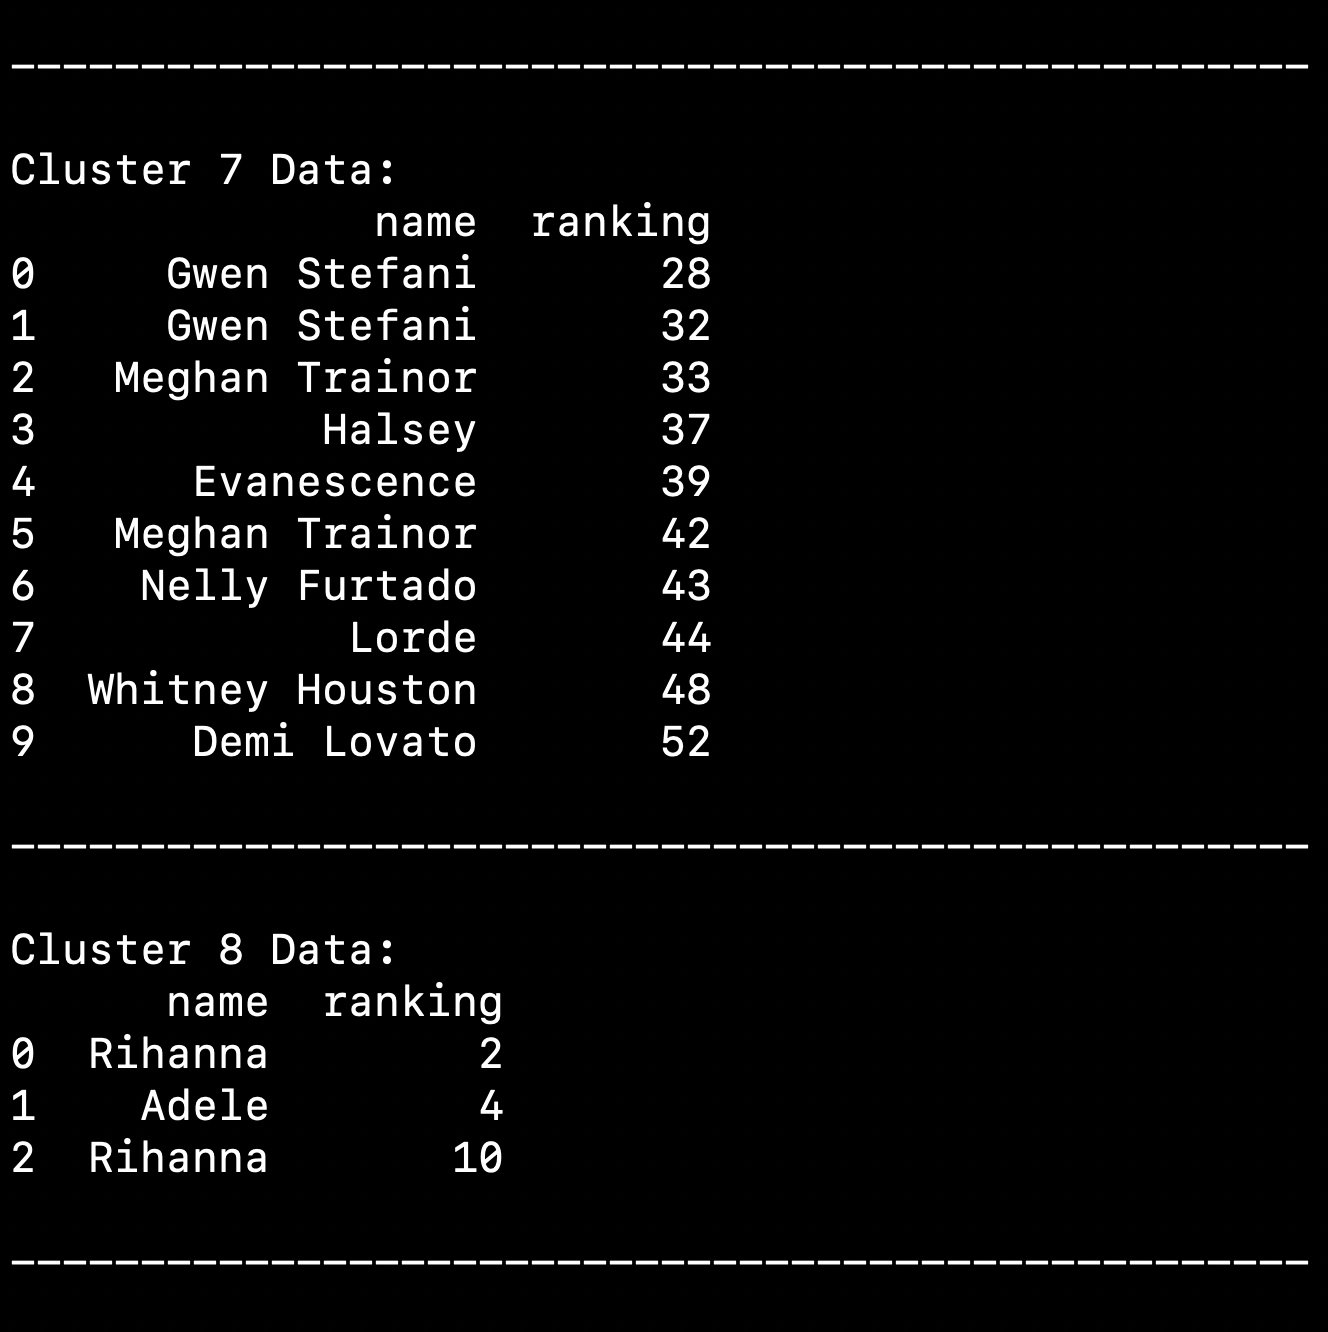 --------------------------------------------------

Cluster 7 Data:
              name  ranking
0     Gwen Stefani       28
1     Gwen Stefani       32
2   Meghan Trainor       33
3           Halsey       37
4      Evanescence       39
5   Meghan Trainor       42
6    Nelly Furtado       43
7            Lorde       44
8  Whitney Houston       48
9      Demi Lovato       52

--------------------------------------------------

Cluster 8 Data:
      name  ranking
0  Rihanna        2
1    Adele        4
2  Rihanna       10

--------------------------------------------------